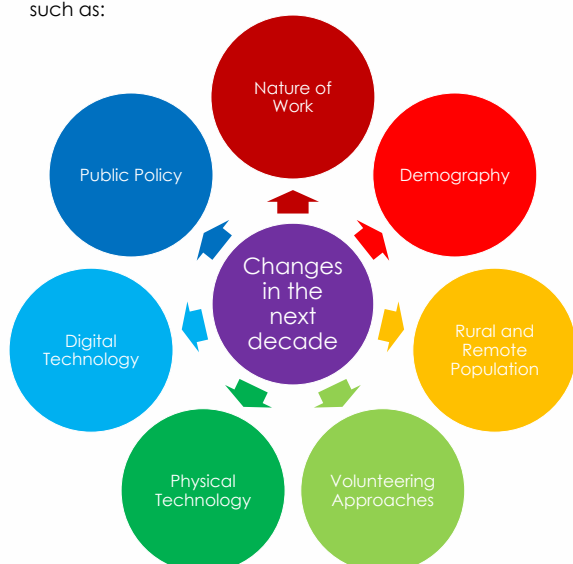 such as:
Nature of
Work
Demography
Rural and
Remote
Population
Volunteering
Approaches
Physical
Technology
Digital
Technology
Public Policy
Changes
in the
next
decade